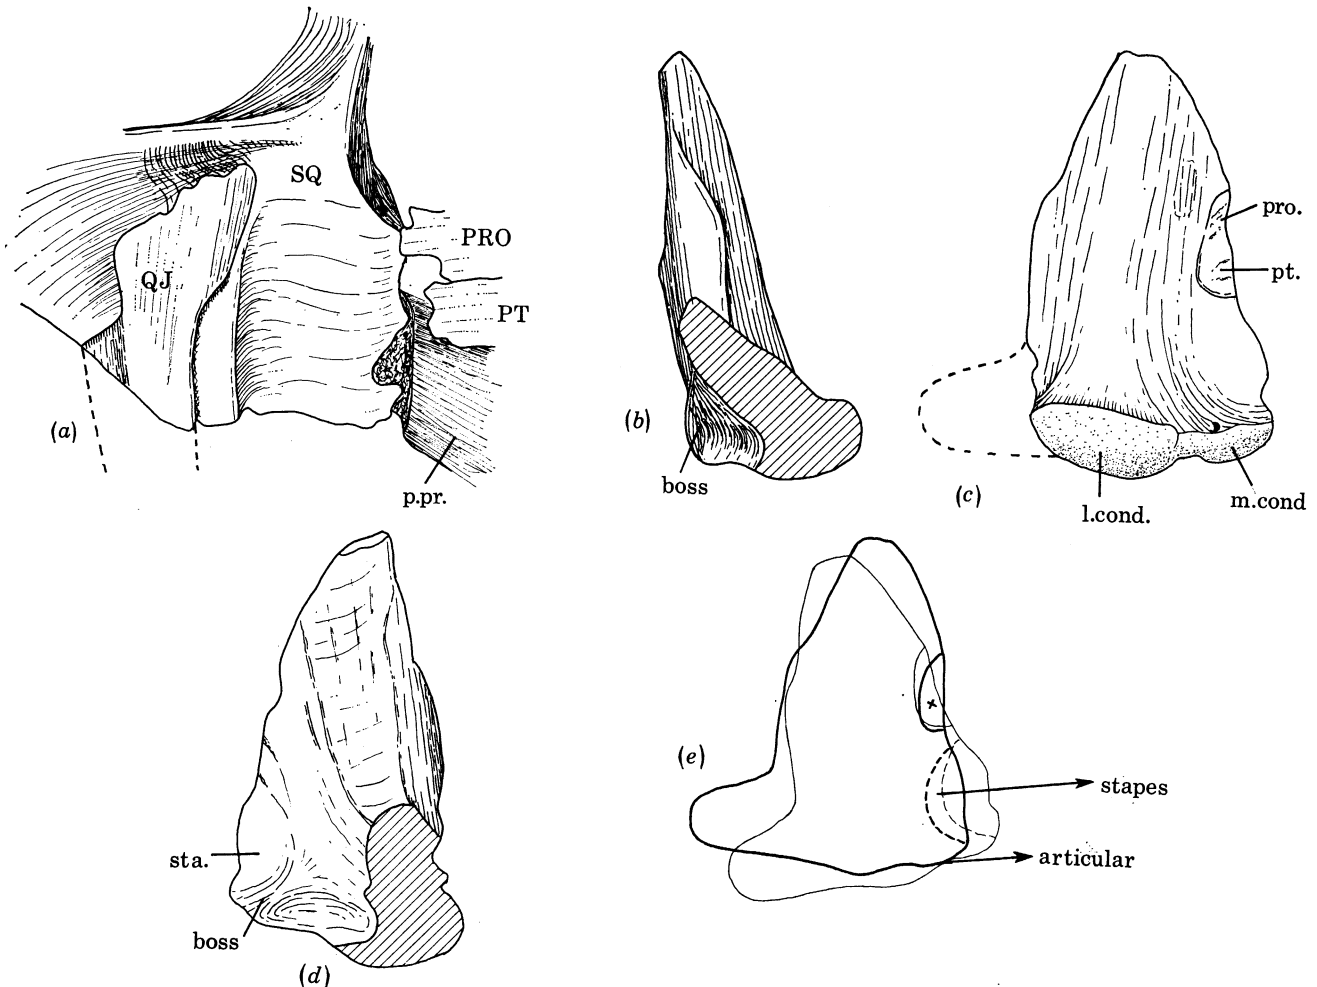 SQ
PRO
QJ
PT
(a)
p.pr.
(b)
boss
pro.
pt.
(c)
l.cond.
m.cond
sta.
boss
(d)
(e)
stapes
articular